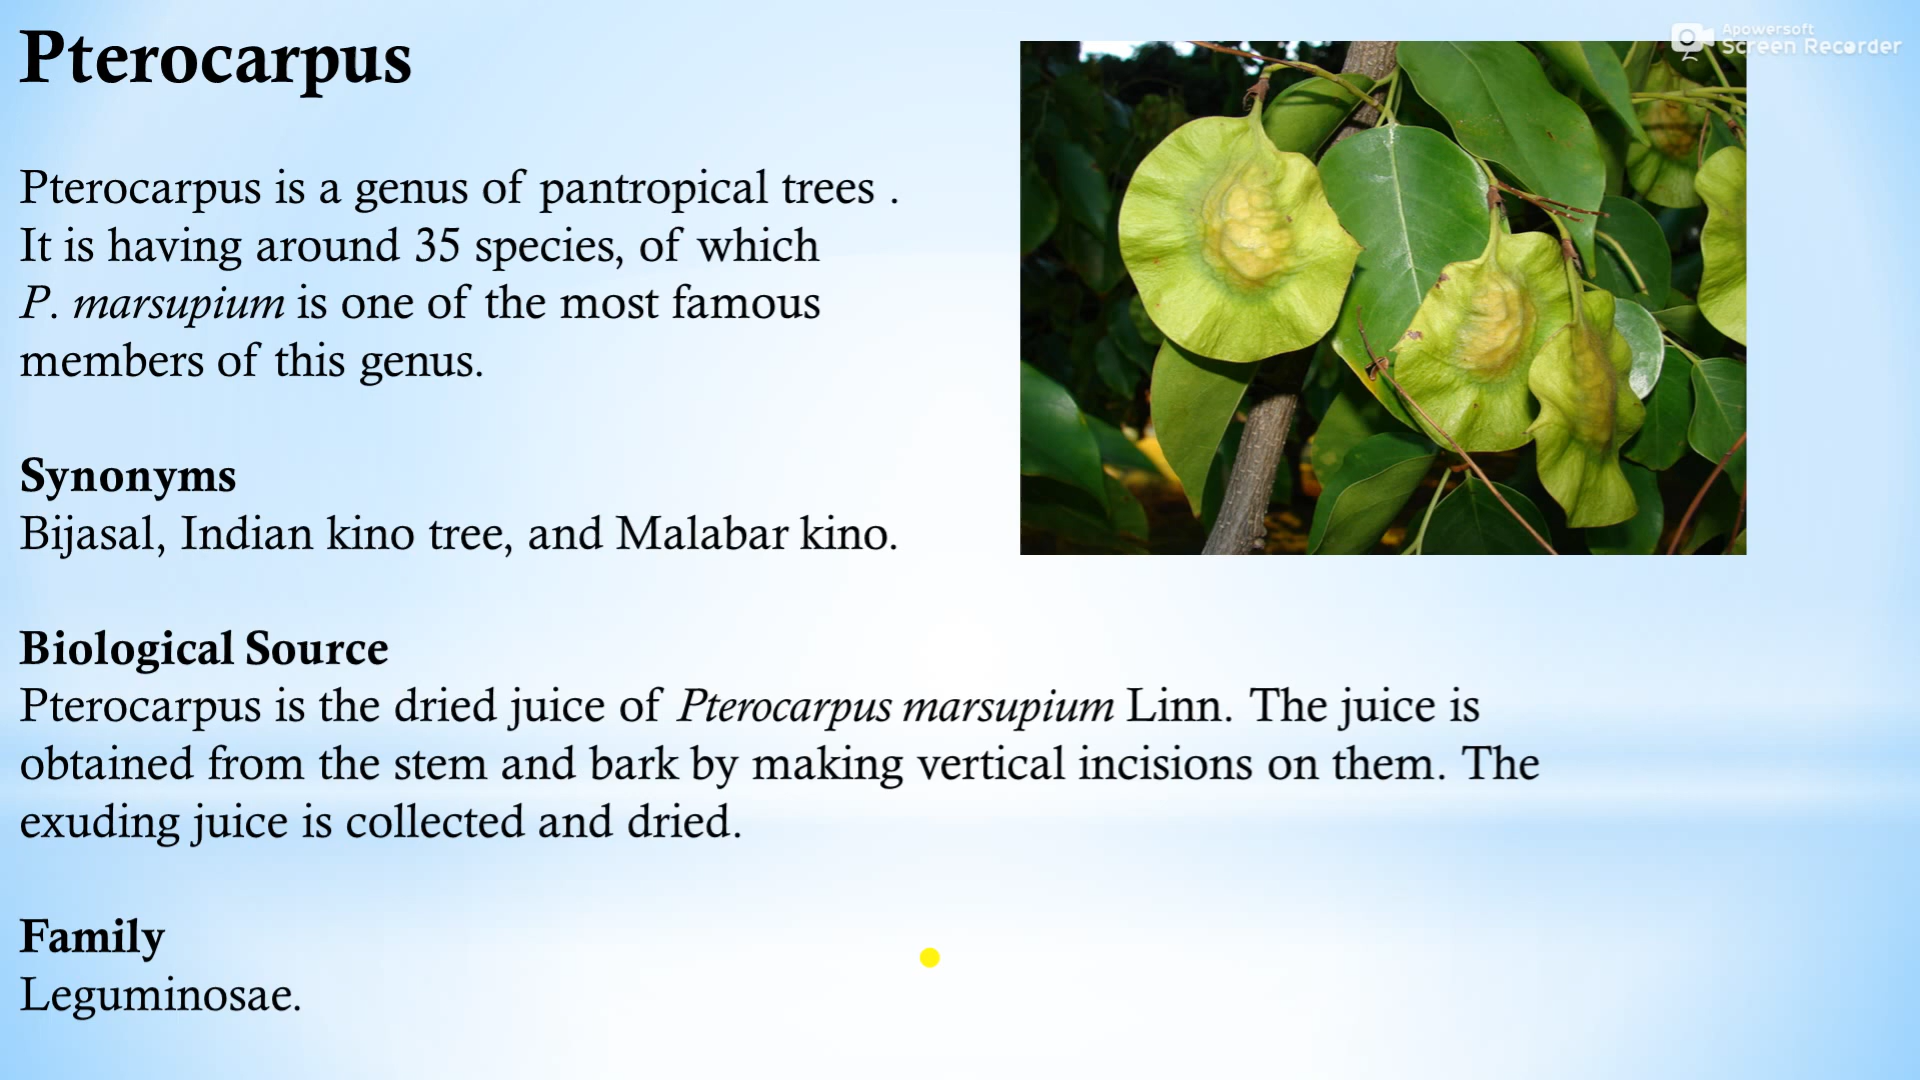 Pterocarpus
Apowersoft
Screen Recorder
Pterocarpus is a genus of pantropical trees .
It is having around 35 species, of which
P. marsupium is one of the most famous
members of this genus.
Synonyms
Bijasal, Indian kino tree, and Malabar kino.
Biological Source
Pterocarpus is the dried juice of Pterocarpus marsupium Linn. The juice is
obtained from the stem and bark by making vertical incisions on them. The
exuding juice is collected and dried.
Family
Leguminosae.